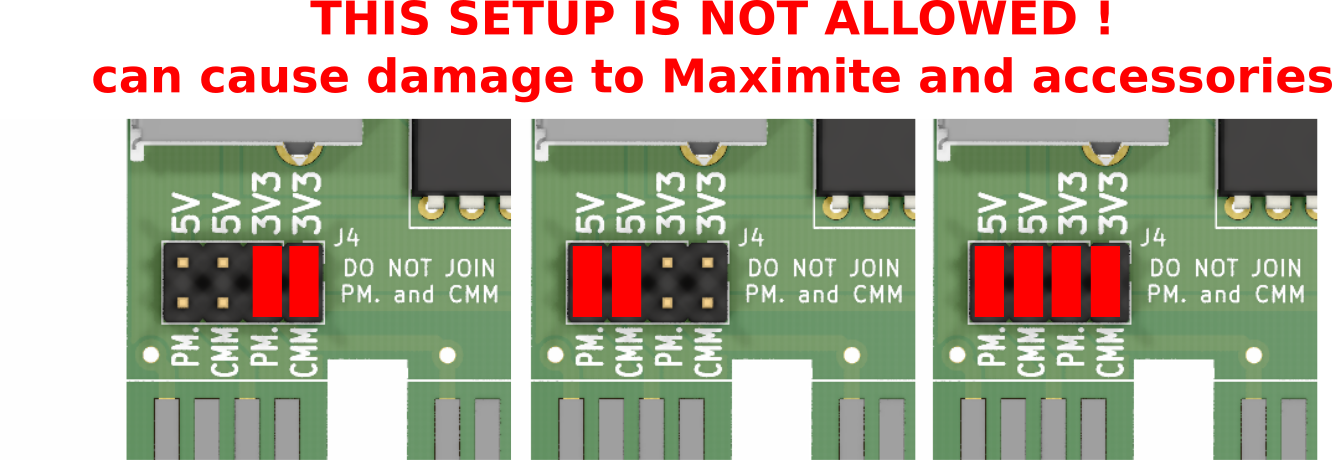 THIS SETUP IS NOT ALLOWED !
can cause damage to Maximite and accessories
5V
5V
3V3
3V3
J4
DO NOT JOIN
PM. and CMM
PM.
CMM
PM.
CMM
5V
5V
3V3
3V3
J4
DO NOT JOIN
PM. and CMM
PM.
CMM
PM.
CMM
5V
5V
3V3
3V3
J4
DO NOT JOIN
PM. and CMM
PM.
CMM
PM.
CMM